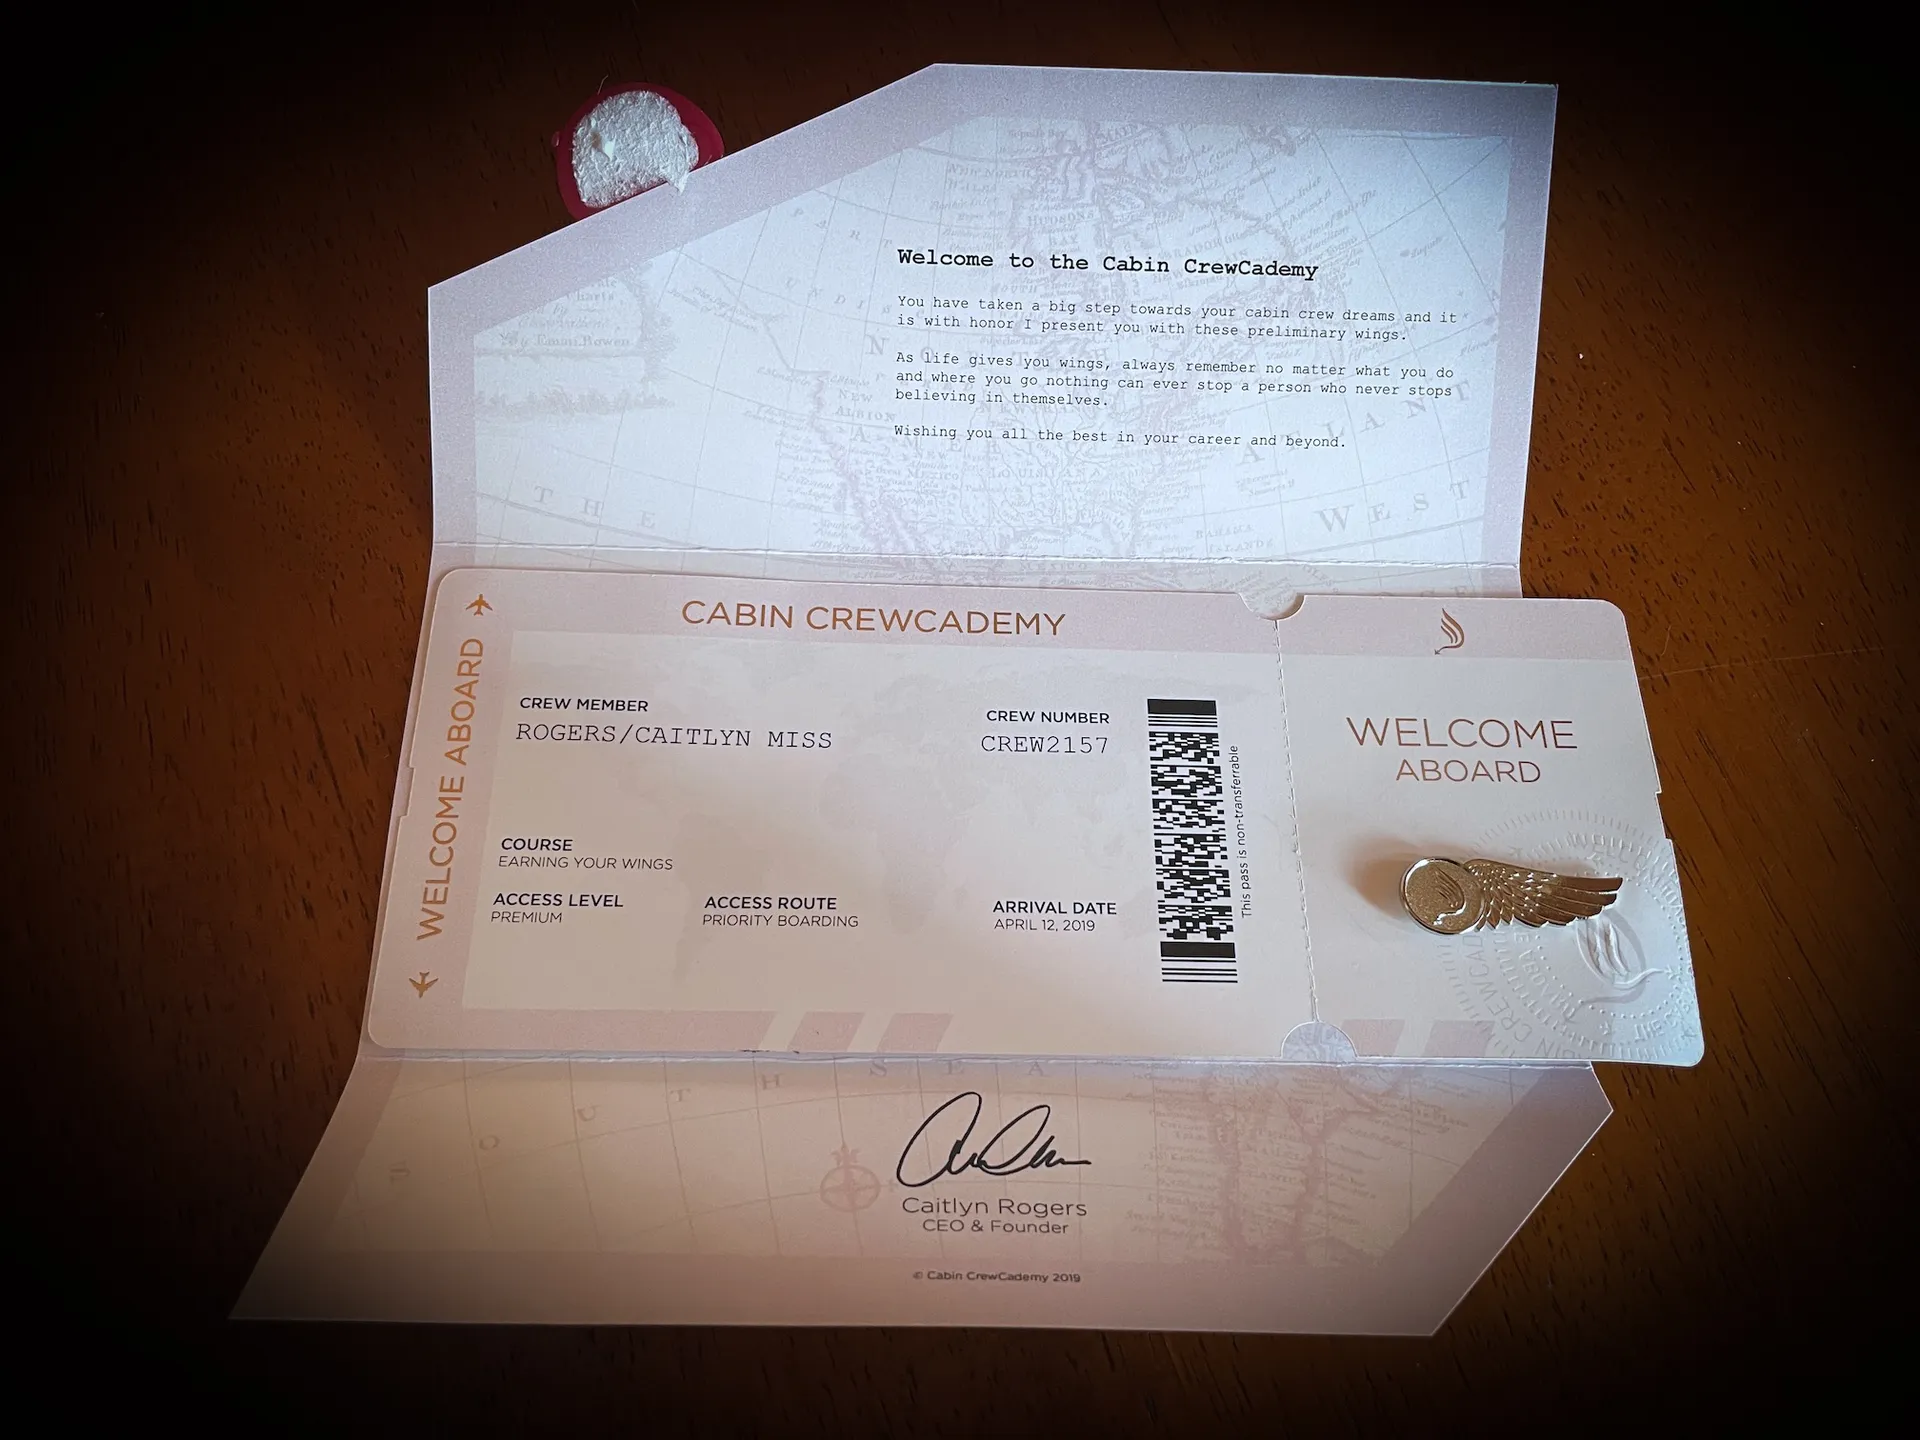 Welcome to the Cabin CrewCademy
You have taken a big step towards your cabin crew dreams and it
is with honor I present you with these preliminary wings.
As life gives you wings, always remember no matter what you do
and where you go nothing can ever stop a person who never stops
believing in themselves.
Wishing you all the best in your career and beyond.
THE
WEST
WELCOME ABOARD
CABIN CREWCADEMY
CREW MEMBER
ROGERS/CAITLYN MISS
CREW NUMBER
CREW2157
COURSE
EARNING YOUR WINGS
ACCESS LEVEL
PREMIUM
ACCESS ROUTE
PRIORITY BOARDING
ARRIVAL DATE
APRIL 12, 2019
This pass is non-transferrable
WELCOME
ABOARD
SOUTH SEA
Caitlyn Rogers
CEO & Founder
© Cabin CrewCademy 2019